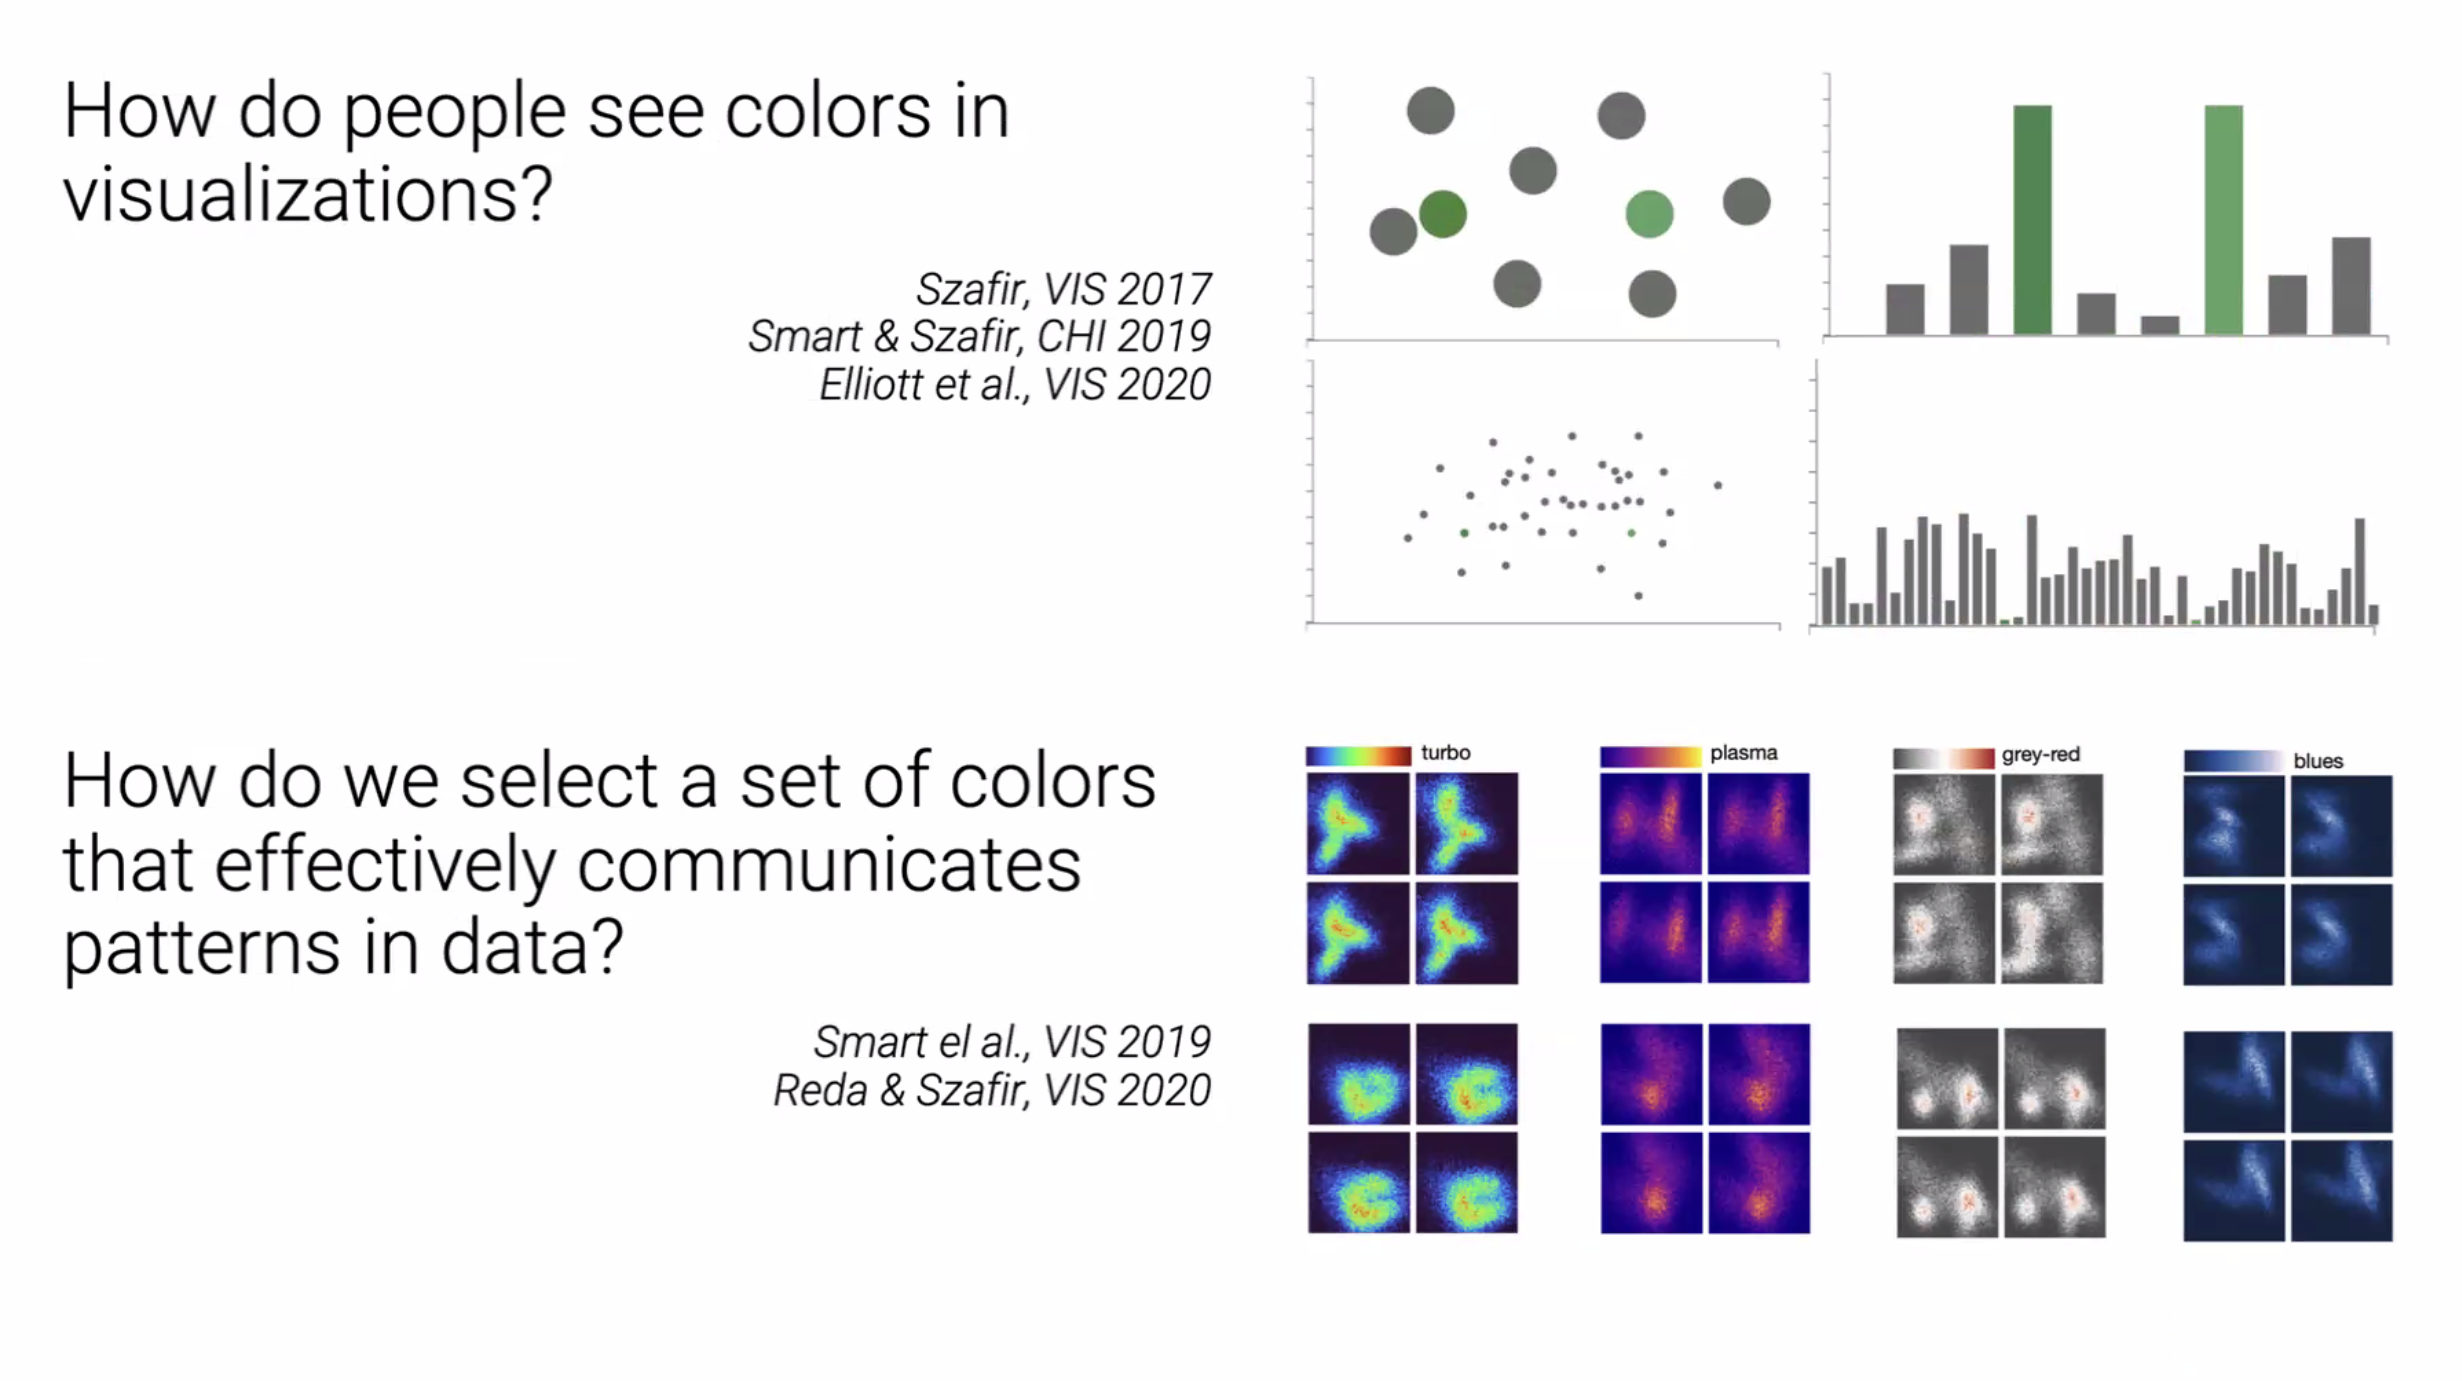 How do people see colors in
visualizations?
Szafir, VIS 2017
Smart & Szafir, CHI 2019
Elliott et al., VIS 2020
How do we select a set of colors
that effectively communicates
patterns in data?
Smart el al., VIS 2019
Reda & Szafir, VIS 2020
turbo
plasma
grey-red
blues